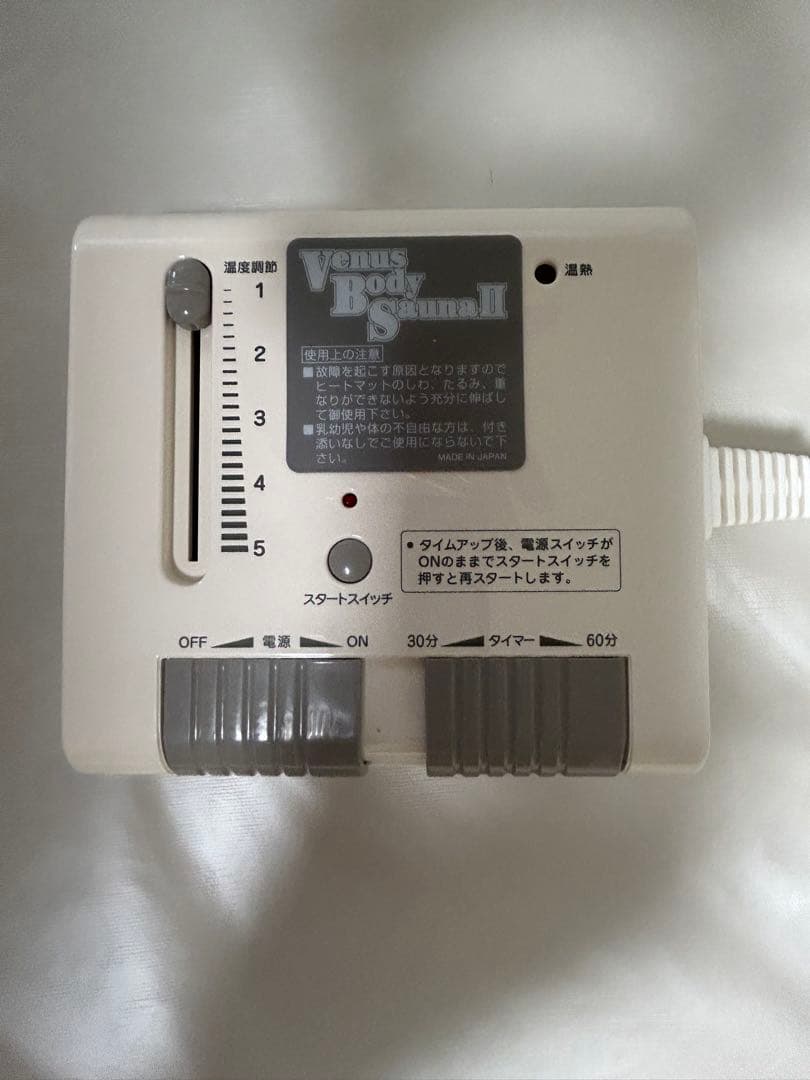 温度調節
1
2
3
4
5
Venus
Body
Sauna II
使用上の注意
■故障を起こす原因となりますので
ヒートマットのしわ、たるみ、重
なりができないよう充分に伸ばし
て御使用下さい。
■乳幼児や体の不自由な方は、付き
添いなしでご使用にならないで下
さい。
MADE IN JAPAN
温熱
スタートスイッチ
• タイムアップ後、電源スイッチが
ONのままでスタートスイッチを
押すと再スタートします。
OFF 電源 ON
30分 タイマー 60分